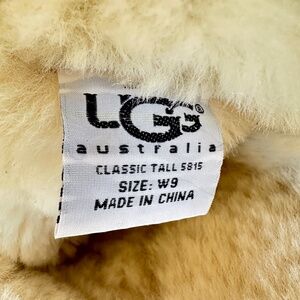 UGG®
australia
CLASSIC TALL 5815
SIZE: W9
MADE IN CHINA